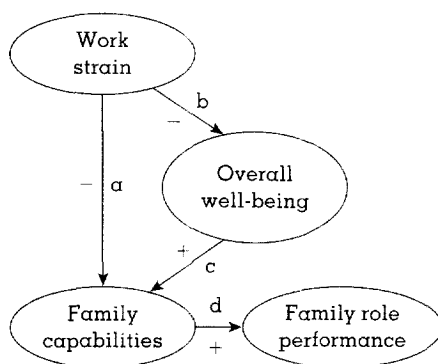 Work
strain
b
−
− a
Overall
well-being
+
c
d
Family
capabilities
Family role
performance
+